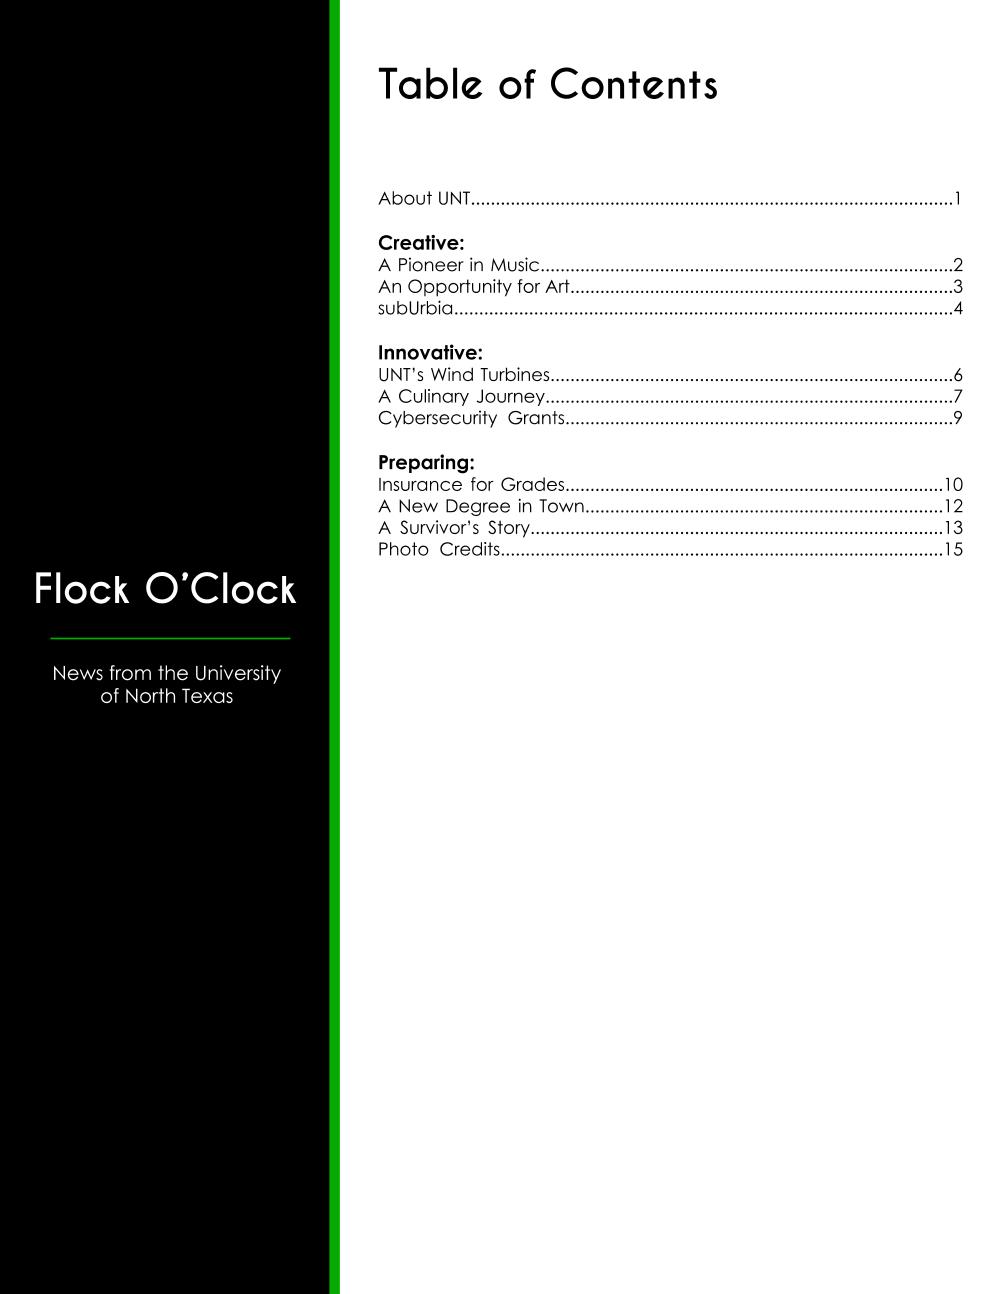 Table of Contents
About UNT.................................................................................................1
Creative:
A Pioneer in Music...................................................................................2
An Opportunity for Art.............................................................................3
subUrbia....................................................................................................4
Innovative:
UNT's Wind Turbines.................................................................................6
A Culinary Journey..................................................................................7
Cybersecurity Grants..............................................................................9
Preparing:
Insurance for Grades............................................................................10
A New Degree in Town........................................................................12
A Survivor's Story...................................................................................13
Photo Credits.........................................................................................15
Flock O'Clock
News from the University
of North Texas